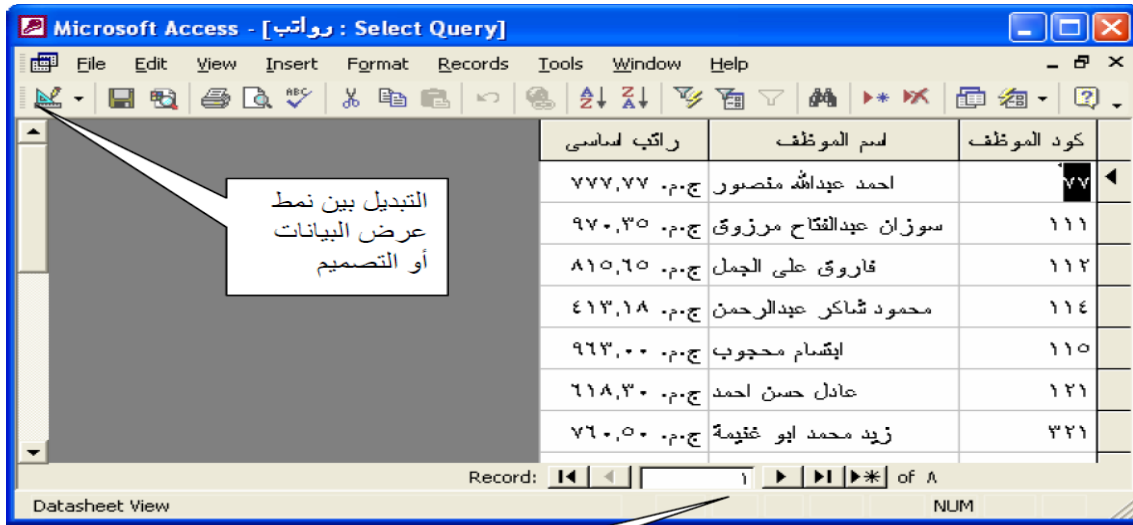 Microsoft Access - [رواتب : Select Query]
File Edit View Insert Format Records Tools Window Help
كود الموظف اسم الموظف راتب اساسى
٧٧ احمد عبدالله منصور ج.م. ٧٧٧,٧٧
١١١ سوزان عبدالفتاح مرزوق ج.م. ٩٧٠,٣٥
١١٢ فاروق على الجمل ج.م. ٨١٥,٦٥
١١٤ محمود شاكر عبدالرحمن ج.م. ٤١٣,١٨
١١٥ ابتسام محجوب ج.م. ٩٦٣,٠٠
١٢١ عادل حسن احمد ج.م. ٦١٨,٣٠
٣٢١ زيد محمد ابو غنيمة ج.م. ٧٦٠,٥٠
التبديل بين نمط
عرض البيانات
أو التصميم
Record: ١ of ٨
Datasheet View NUM